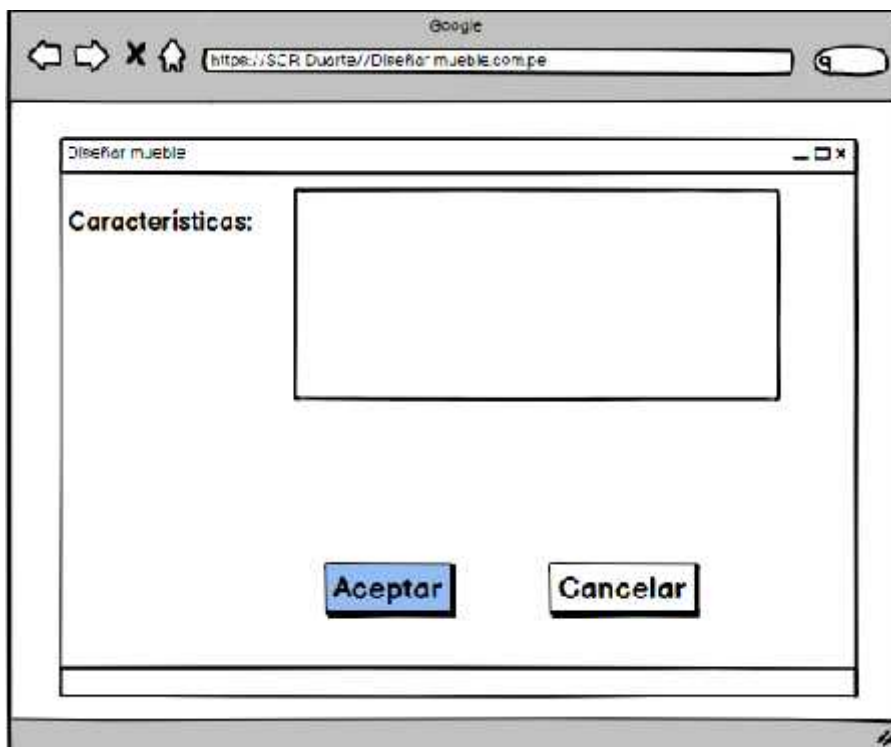 Google
https://SCR Duarte//Diseñar mueble.com.pe
Diseñar mueble
Características:
Aceptar
Cancelar